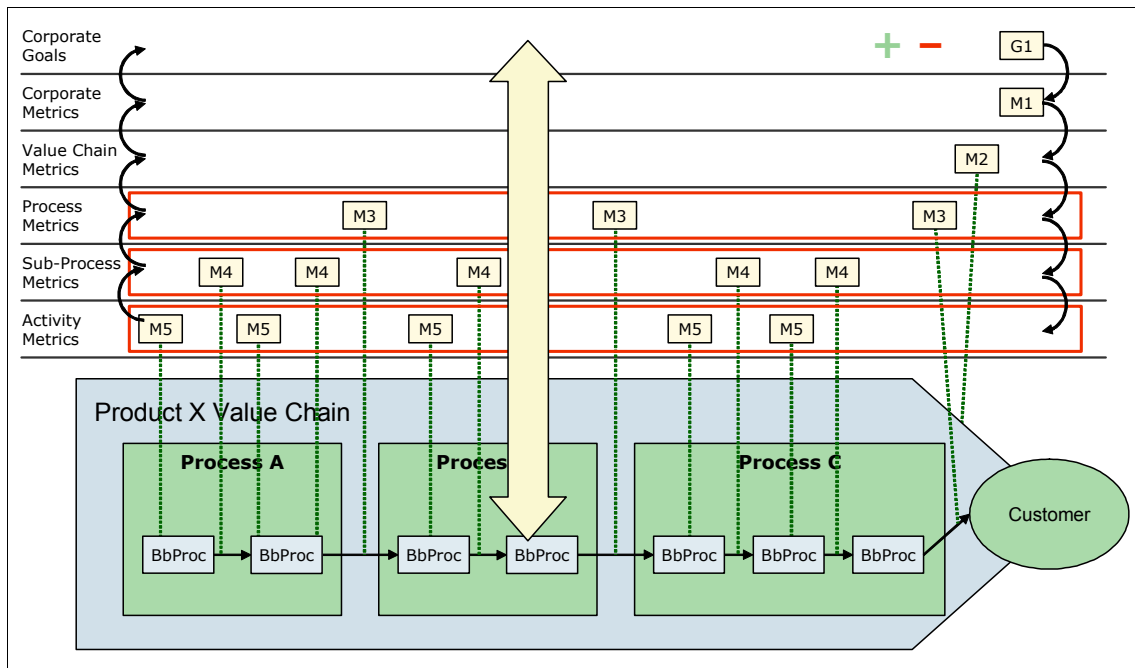 Corporate
Goals
+ −
G1
Corporate
Metrics
M1
Value Chain
Metrics
M2
Process
Metrics
M3
M3
M3
Sub-Process
Metrics
M4
M4
M4
M4
M4
Activity
Metrics
M5
M5
M5
M5
M5
Product X Value Chain
Process A
Proces
Process C
BbProc
BbProc
BbProc
BbProc
BbProc
BbProc
BbProc
Customer